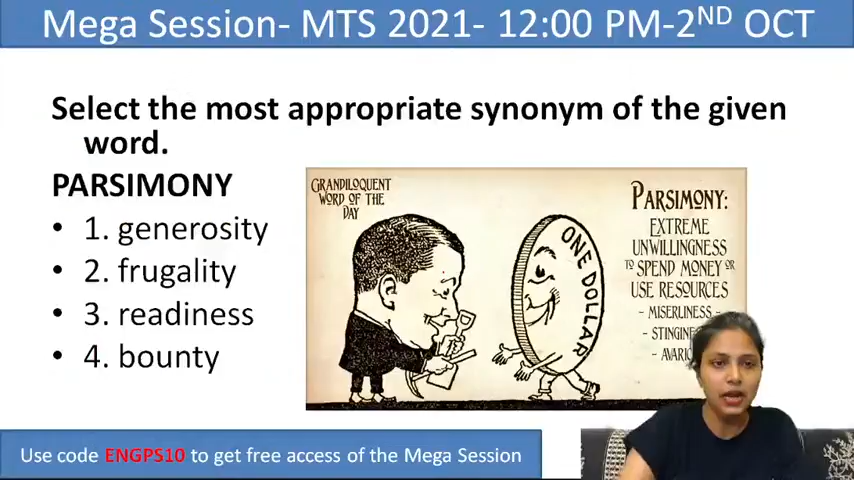 Mega Session- MTS 2021- 12:00 PM-2ND OCT
Select the most appropriate synonym of the given
word.
PARSIMONY
• 1. generosity
• 2. frugality
• 3. readiness
• 4. bounty
GRANDILOQUENT
WORD OF THE
DAY
ONE DOLLAR
PARSIMONY:
EXTREME
UNWILLINGNESS
TO SPEND MONEY OR
USE RESOURCES
- MISERLINESS -
Use code ENGPS10 to get free access of the Mega Session